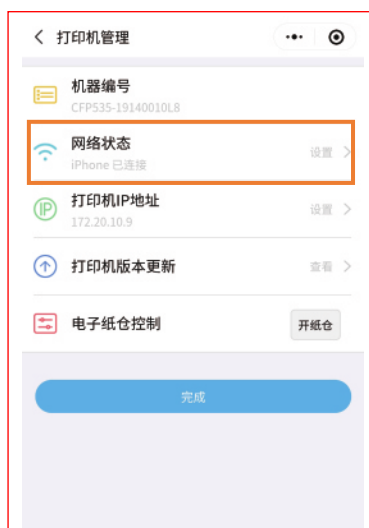 打印机管理
机器编号
CFP535-19140010L8
网络状态
设置
iPhone 已连接
IP
打印机IP地址
设置
172.20.10.9
打印机版本更新
查看
电子纸仓控制
开纸仓
完成